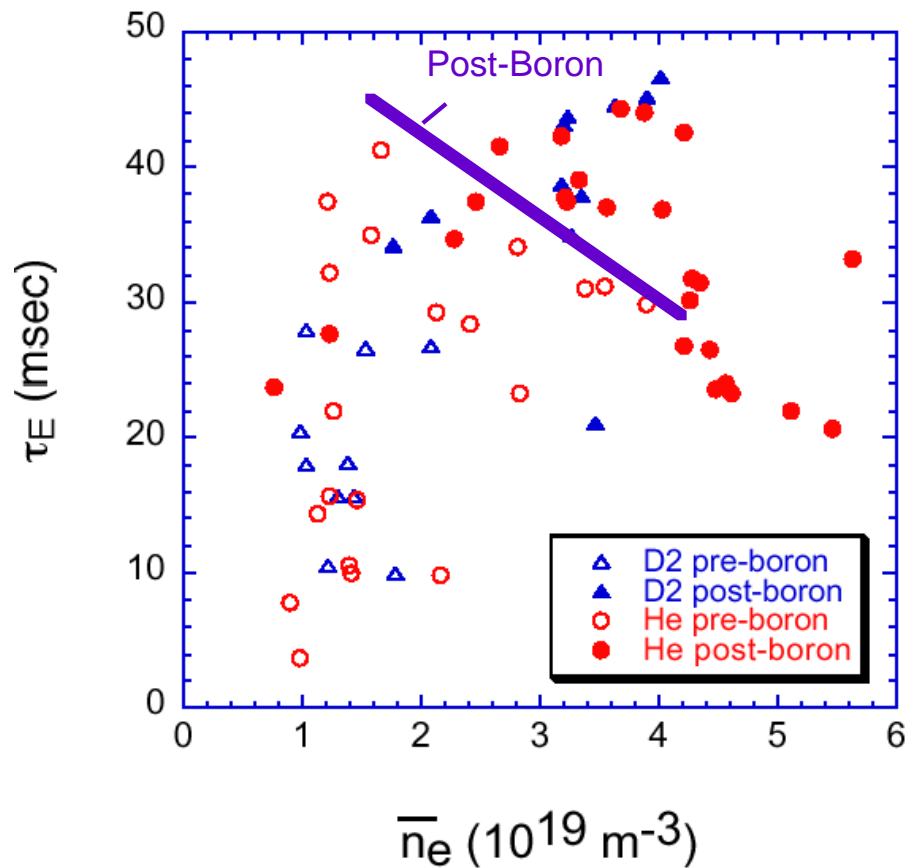 50
40
30
20
10
0
τE (msec)
Post-Boron
D2 pre-boron
D2 post-boron
He pre-boron
He post-boron
0 1 2 3 4 5 6
n̅e (10¹⁹ m⁻³)